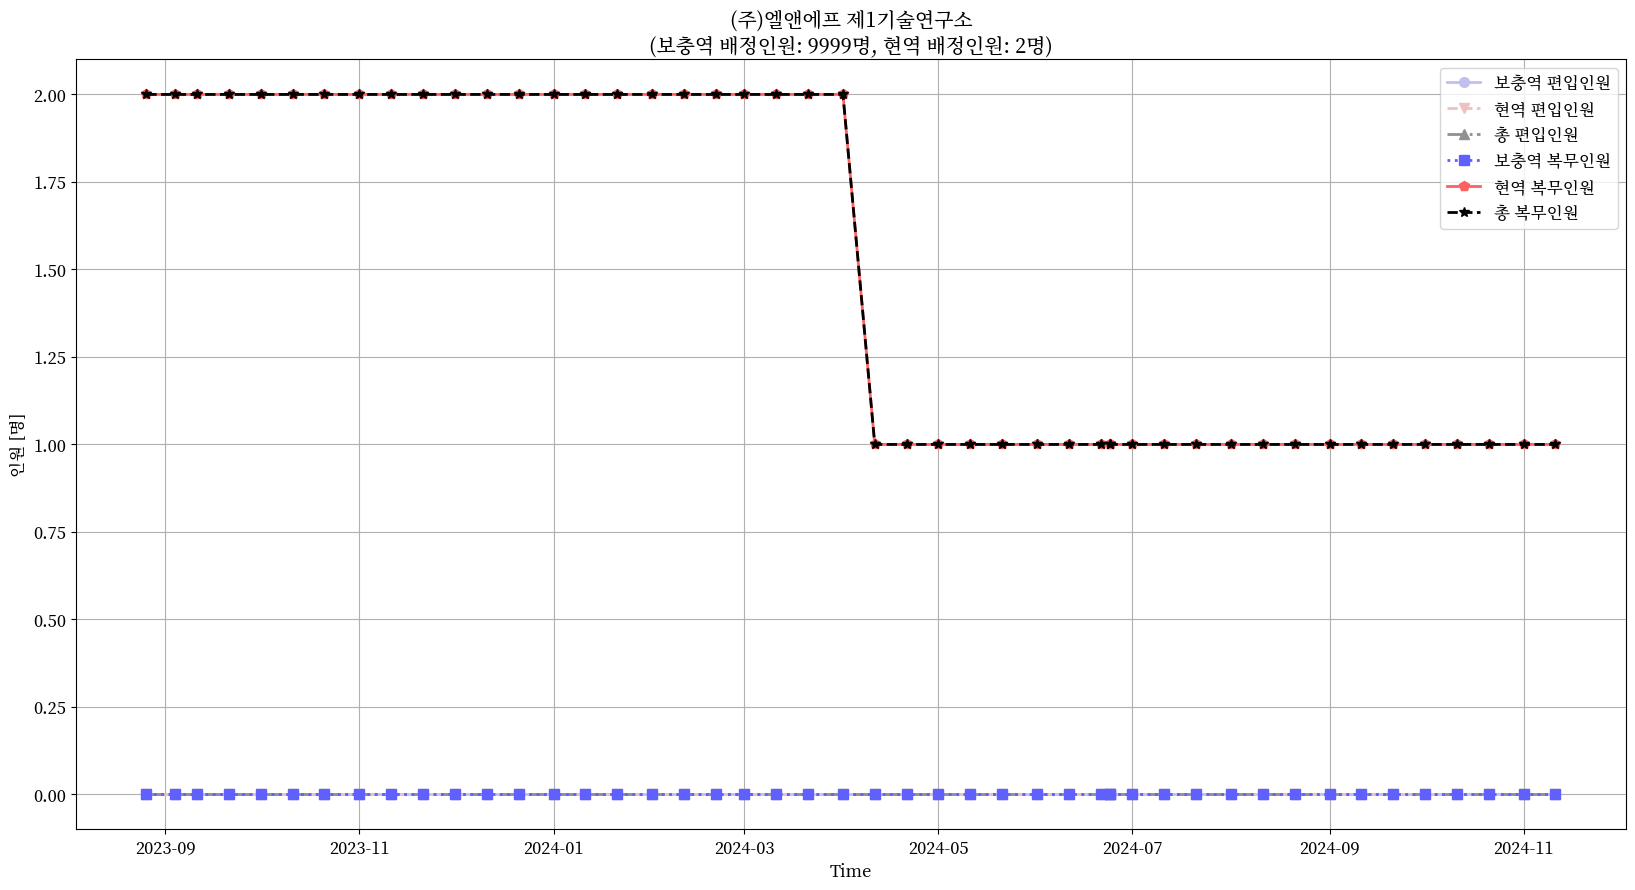 (주)엘앤에프 제1기술연구소
(보충역 배정인원: 9999명, 현역 배정인원: 2명)
보충역 편입인원
현역 편입인원
총 편입인원
보충역 복무인원
현역 복무인원
총 복무인원
인원 [명]
2.00
1.75
1.50
1.25
1.00
0.75
0.50
0.25
0.00
2023-09
2023-11
2024-01
2024-03
2024-05
2024-07
2024-09
2024-11
Time